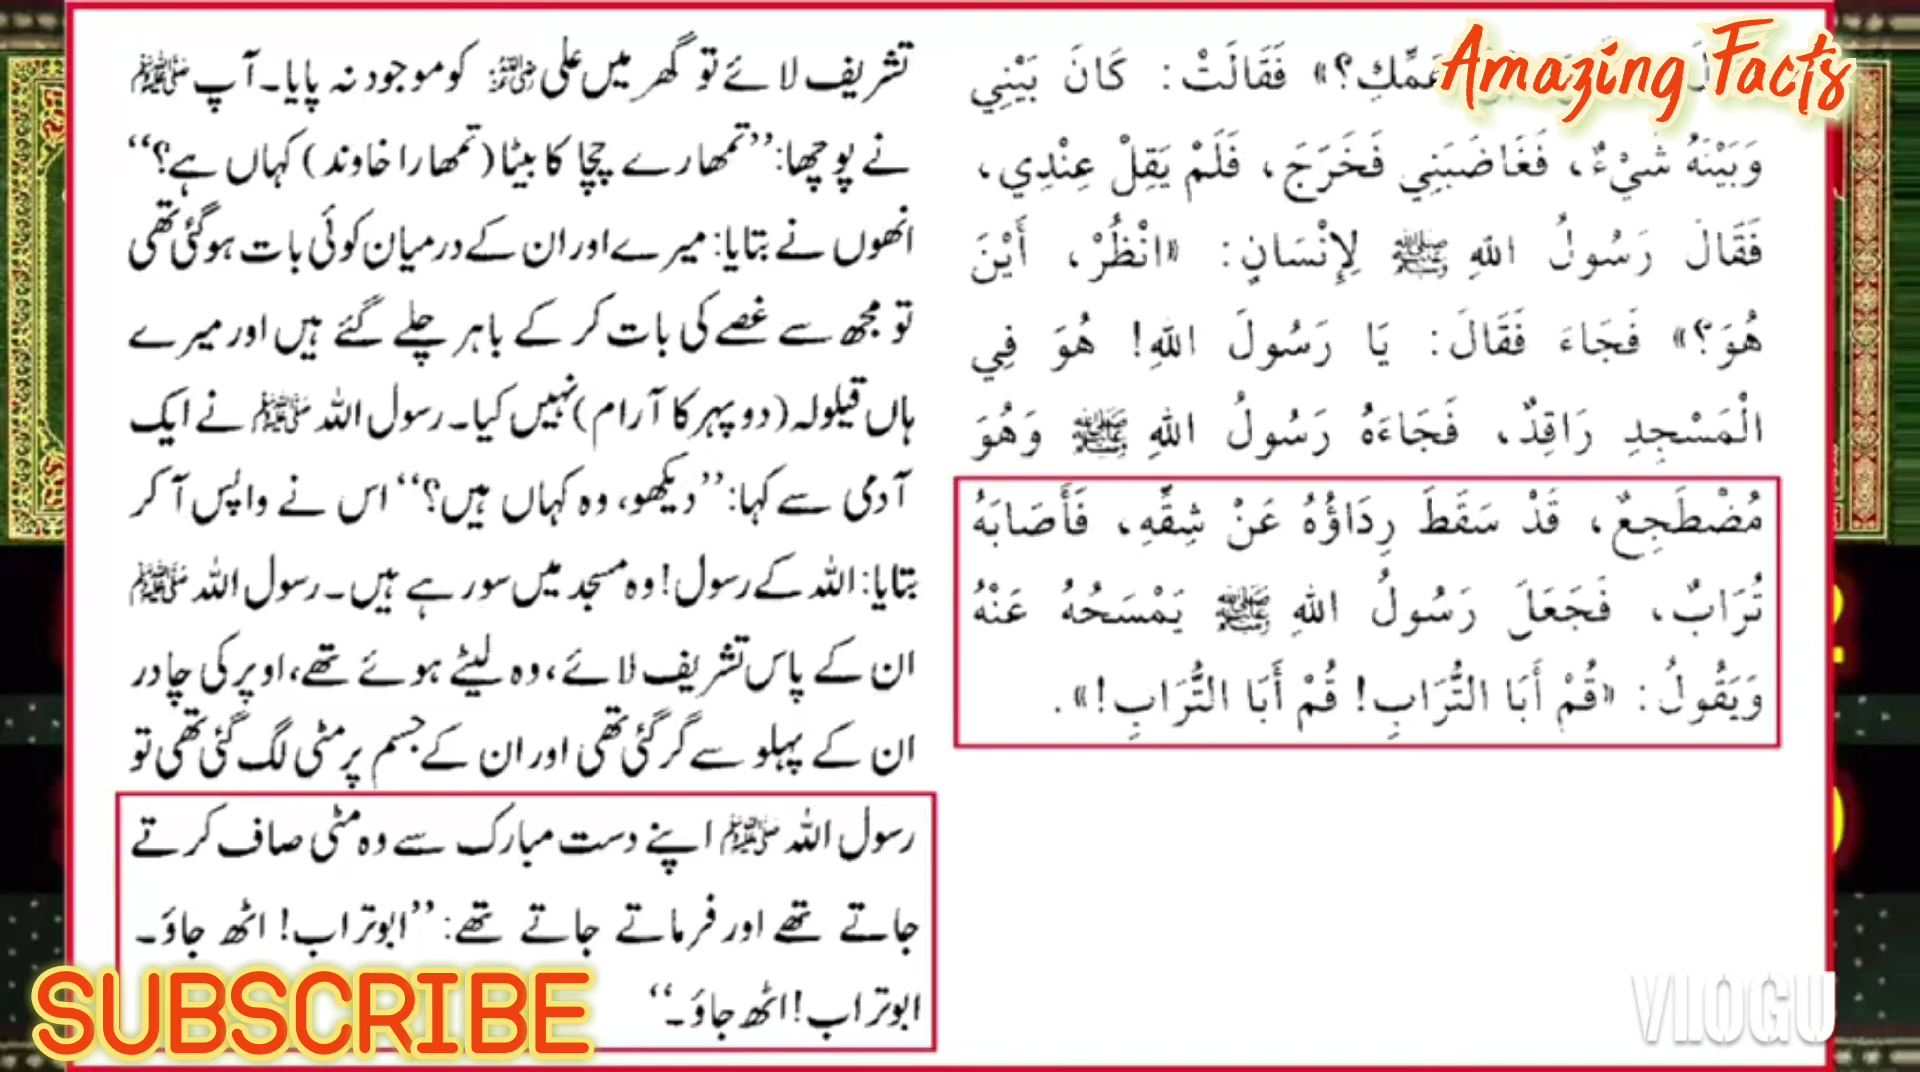 Amazing Facts
عَمِّكِ؟» فَقَالَتْ: كَانَ بَيْنِي
وَبَيْنَهُ شَيْءٌ، فَغَاضَبَنِي فَخَرَجَ، فَلَمْ يَقِلْ عِنْدِي،
فَقَالَ رَسُولُ اللهِ ﷺ لِإِنْسَانٍ: «انْظُرْ، أَيْنَ
هُوَ؟» فَجَاءَ فَقَالَ: يَا رَسُولَ اللهِ! هُوَ فِي
الْمَسْجِدِ رَاقِدٌ، فَجَاءَهُ رَسُولُ اللهِ ﷺ وَهُوَ
مُضْطَجِعٌ، قَدْ سَقَطَ رِدَاؤُهُ عَنْ شِقِّهِ، فَأَصَابَهُ
تُرَابٌ، فَجَعَلَ رَسُولُ اللهِ ﷺ يَمْسَحُهُ عَنْهُ
وَيَقُولُ: «قُمْ أَبَا التُّرَابِ! قُمْ أَبَا التُّرَابِ!».
تشریف لائے تو گھر میں علی رضی اللہ عنہ کو موجود نہ پایا۔ آپ ﷺ
نے پوچھا: ’’تمھارے چچا کا بیٹا (تمھارا خاوند) کہاں ہے؟‘‘
انھوں نے بتایا: میرے اور ان کے درمیان کوئی بات ہو گئی تھی
تو مجھ سے غصے کی بات کر کے باہر چلے گئے ہیں اور میرے
ہاں قیلولہ (دوپہر کا آرام) نہیں کیا۔ رسول اللہ ﷺ نے ایک
آدمی سے کہا: ’’دیکھو، وہ کہاں ہیں؟‘‘ اس نے واپس آ کر
بتایا: اللہ کے رسول! وہ مسجد میں سو رہے ہیں۔ رسول اللہ ﷺ
ان کے پاس تشریف لائے، وہ لیٹے ہوئے تھے، اوپر کی چادر
ان کے پہلو سے گر گئی تھی اور ان کے جسم پر مٹی لگ گئی تھی تو
رسول اللہ ﷺ اپنے دست مبارک سے وہ مٹی صاف کرتے
جاتے تھے اور فرماتے جاتے تھے: ’’ابوتراب! اٹھ جاؤ۔
ابوتراب! اٹھ جاؤ۔‘‘
SUBSCRIBE
VLOGU